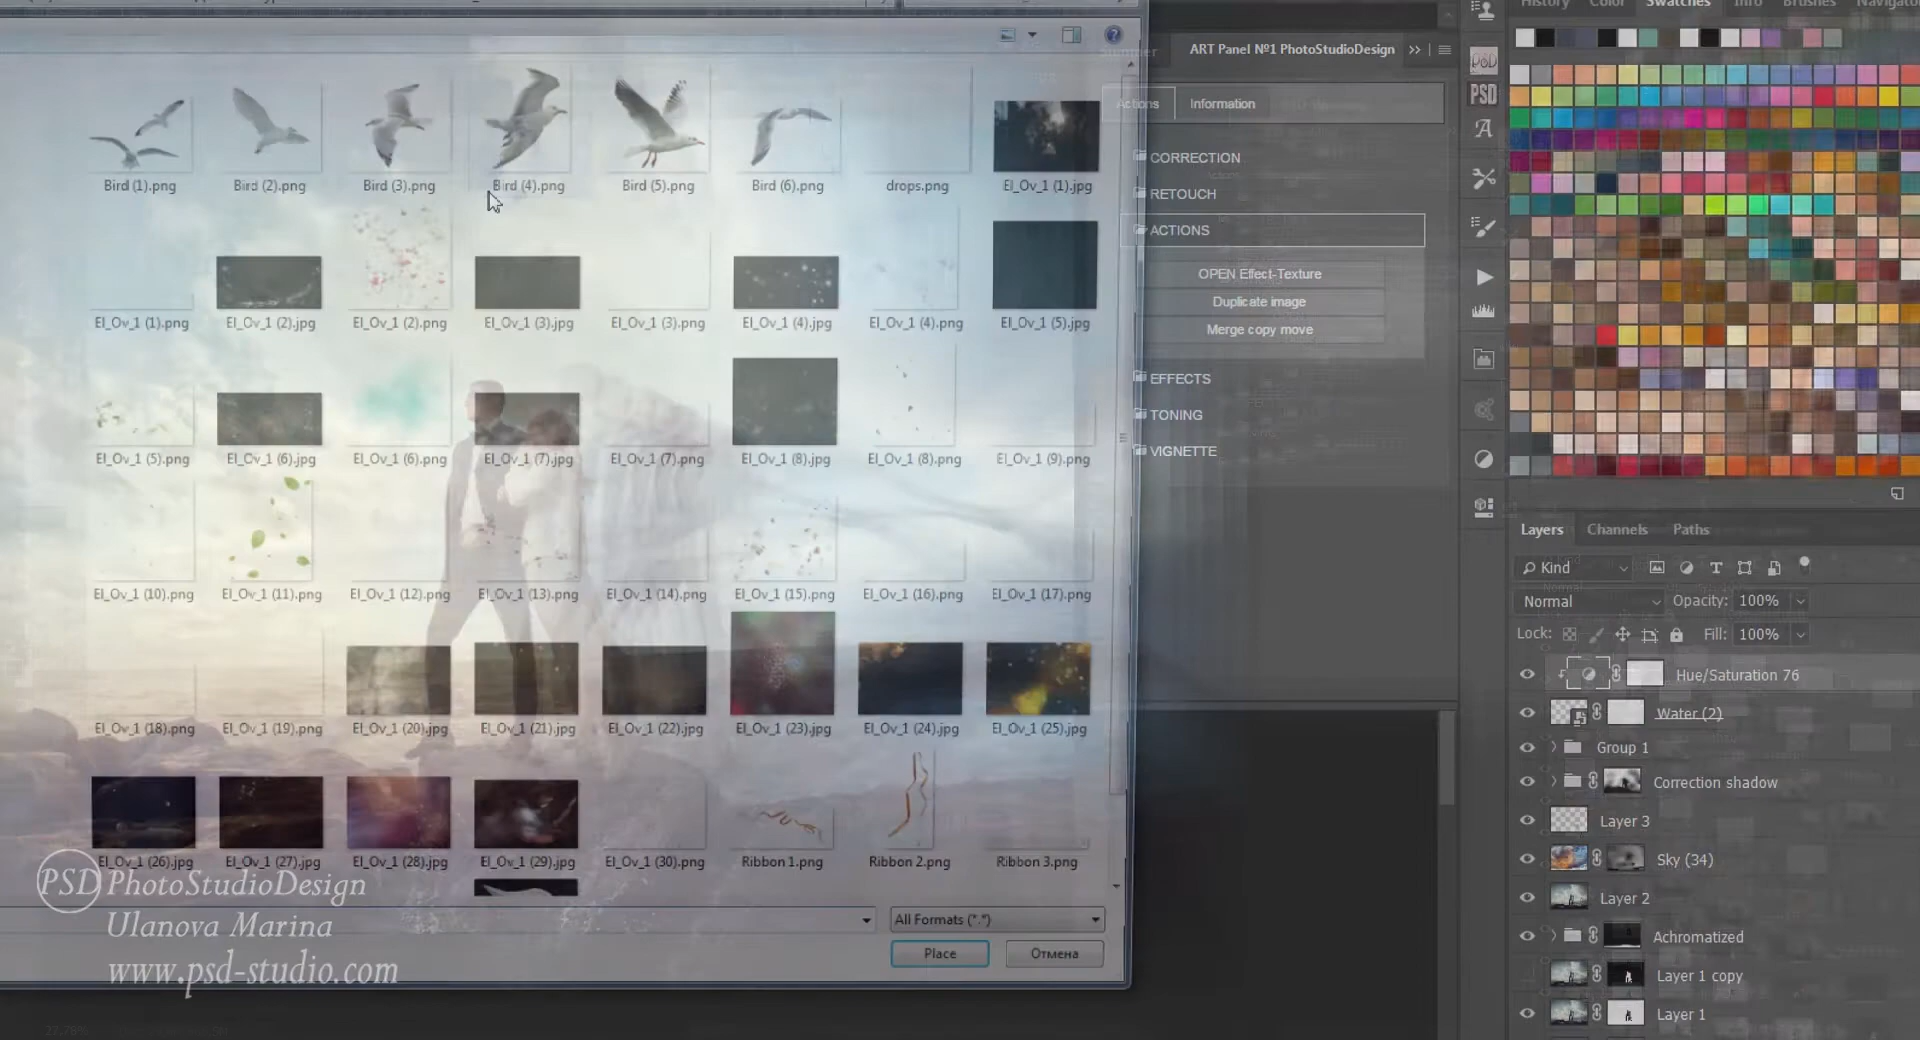 History Color Swatches Info Brushes Navigator
ART Panel №1 PhotoStudioDesign
Actions Information
CORRECTION
RETOUCH
ACTIONS
OPEN Effect-Texture
Duplicate image
Merge copy move
EFFECTS
TONING
VIGNETTE
PSD
PSD
A
Bird (1).png Bird (2).png Bird (3).png Bird (4).png Bird (5).png Bird (6).png drops.png El_Ov_1 (1).jpg
El_Ov_1 (1).png El_Ov_1 (2).jpg El_Ov_1 (2).png El_Ov_1 (3).jpg El_Ov_1 (3).png El_Ov_1 (4).jpg El_Ov_1 (4).png El_Ov_1 (5).jpg
El_Ov_1 (5).png El_Ov_1 (6).jpg El_Ov_1 (6).png El_Ov_1 (7).jpg El_Ov_1 (7).png El_Ov_1 (8).jpg El_Ov_1 (8).png El_Ov_1 (9).png
El_Ov_1 (10).png El_Ov_1 (11).png El_Ov_1 (12).png El_Ov_1 (13).png El_Ov_1 (14).png El_Ov_1 (15).png El_Ov_1 (16).png El_Ov_1 (17).png
El_Ov_1 (18).png El_Ov_1 (19).png El_Ov_1 (20).jpg El_Ov_1 (21).jpg El_Ov_1 (22).jpg El_Ov_1 (23).jpg El_Ov_1 (24).jpg El_Ov_1 (25).jpg
El_Ov_1 (26).jpg El_Ov_1 (27).jpg El_Ov_1 (28).jpg El_Ov_1 (29).jpg El_Ov_1 (30).png Ribbon 1.png Ribbon 2.png Ribbon 3.png
All Formats (*.*)
Place Отмена
PSD PhotoStudioDesign
Ulanova Marina
www.psd-studio.com
Layers Channels Paths
Kind
Normal Opacity: 100%
Lock: Fill: 100%
Hue/Saturation 76
Water (2)
Group 1
Correction shadow
Layer 3
Sky (34)
Layer 2
Achromatized
Layer 1 copy
Layer 1